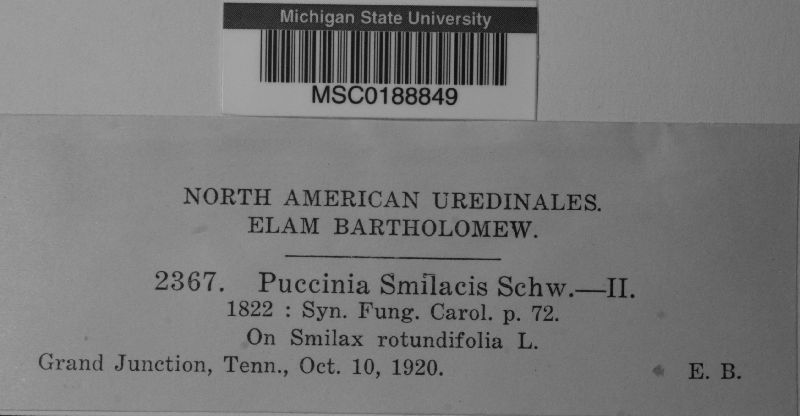 Michigan State University
MSC0188849
NORTH AMERICAN UREDINALES.
ELAM BARTHOLOMEW.
2367. Puccinia Smilacis Schw.—II.
1822 : Syn. Fung. Carol. p. 72.
On Smilax rotundifolia L.
Grand Junction, Tenn., Oct. 10, 1920. E. B.